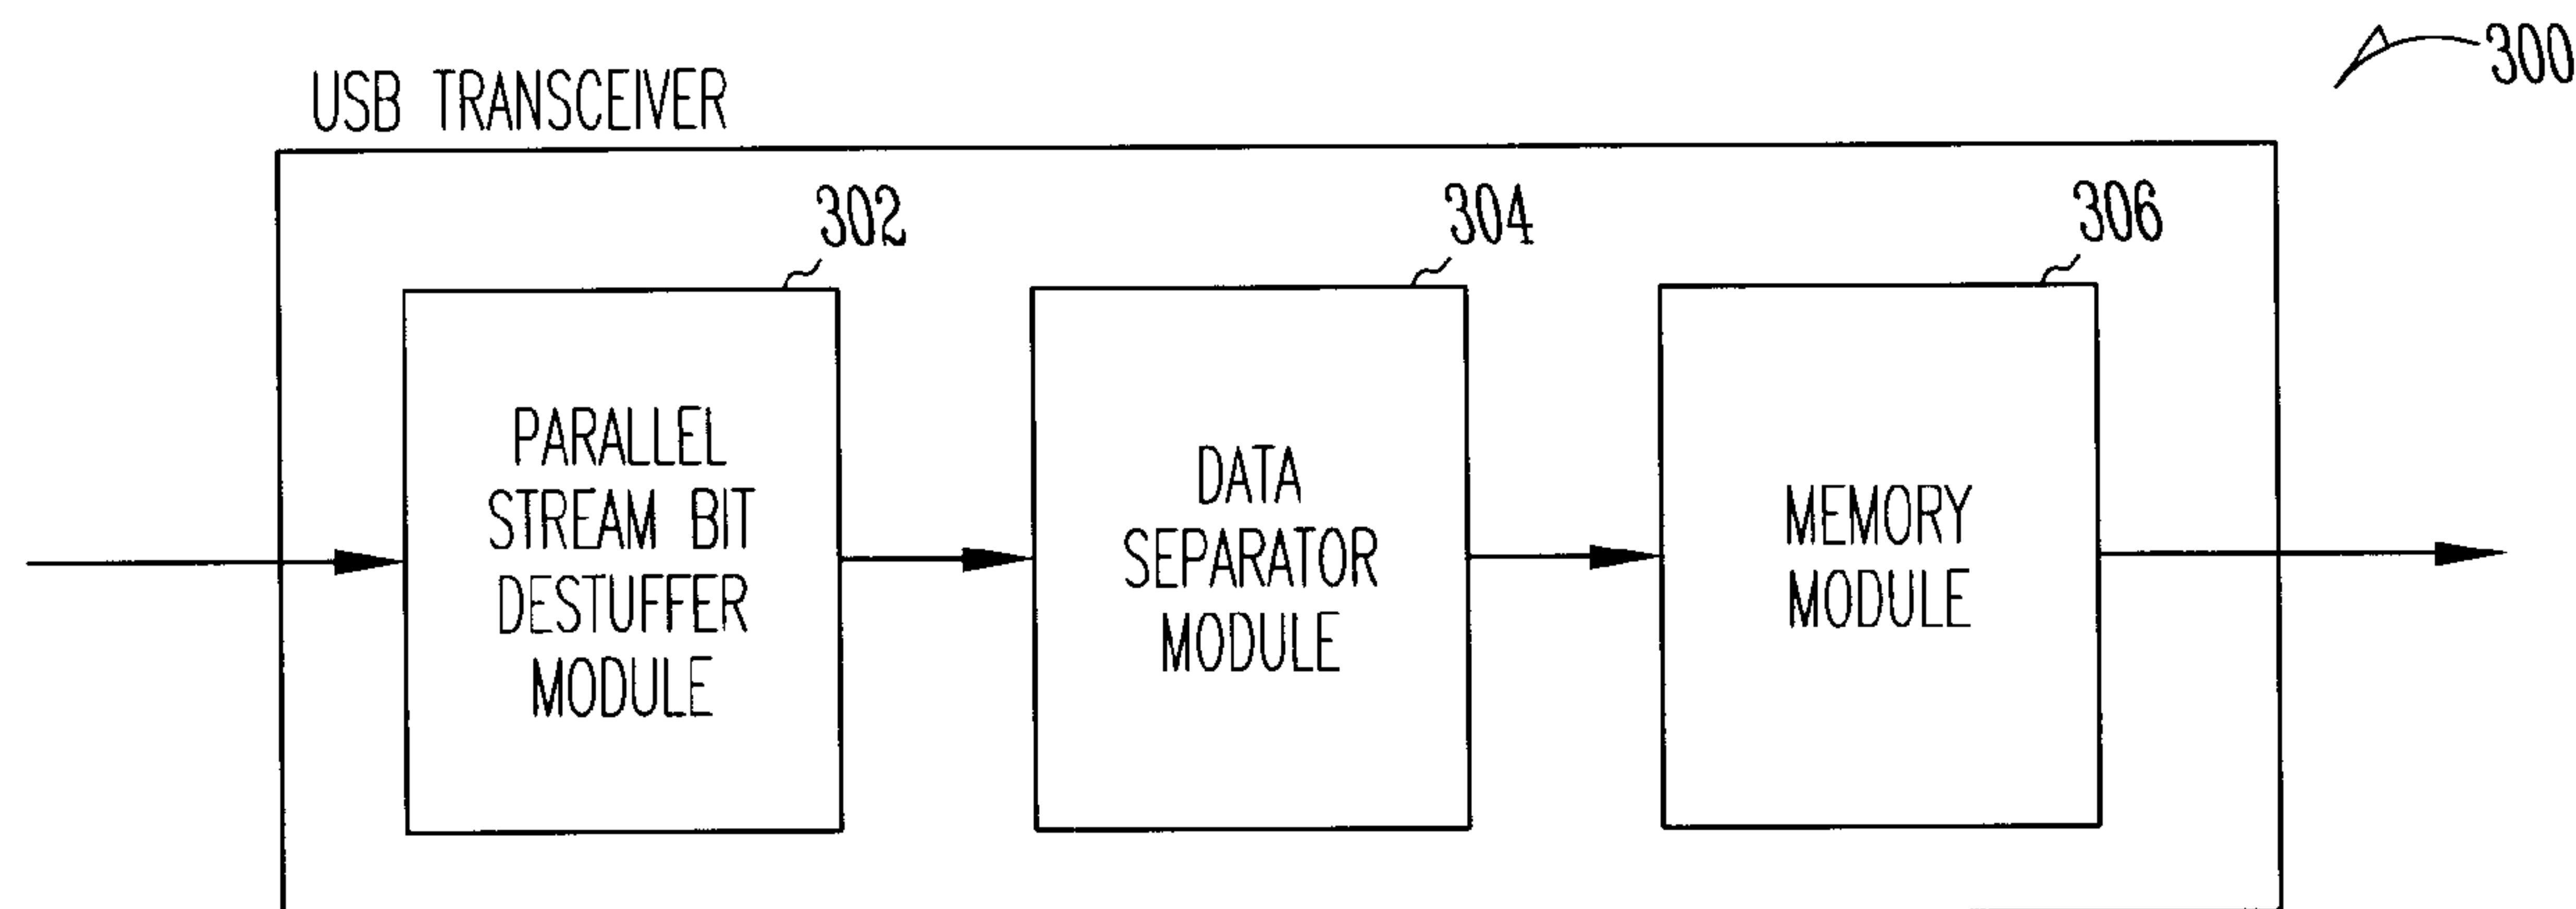 300
USB TRANSCEIVER
302
304
306
PARALLEL
STREAM BIT
DESTUFFER
MODULE
DATA
SEPARATOR
MODULE
MEMORY
MODULE